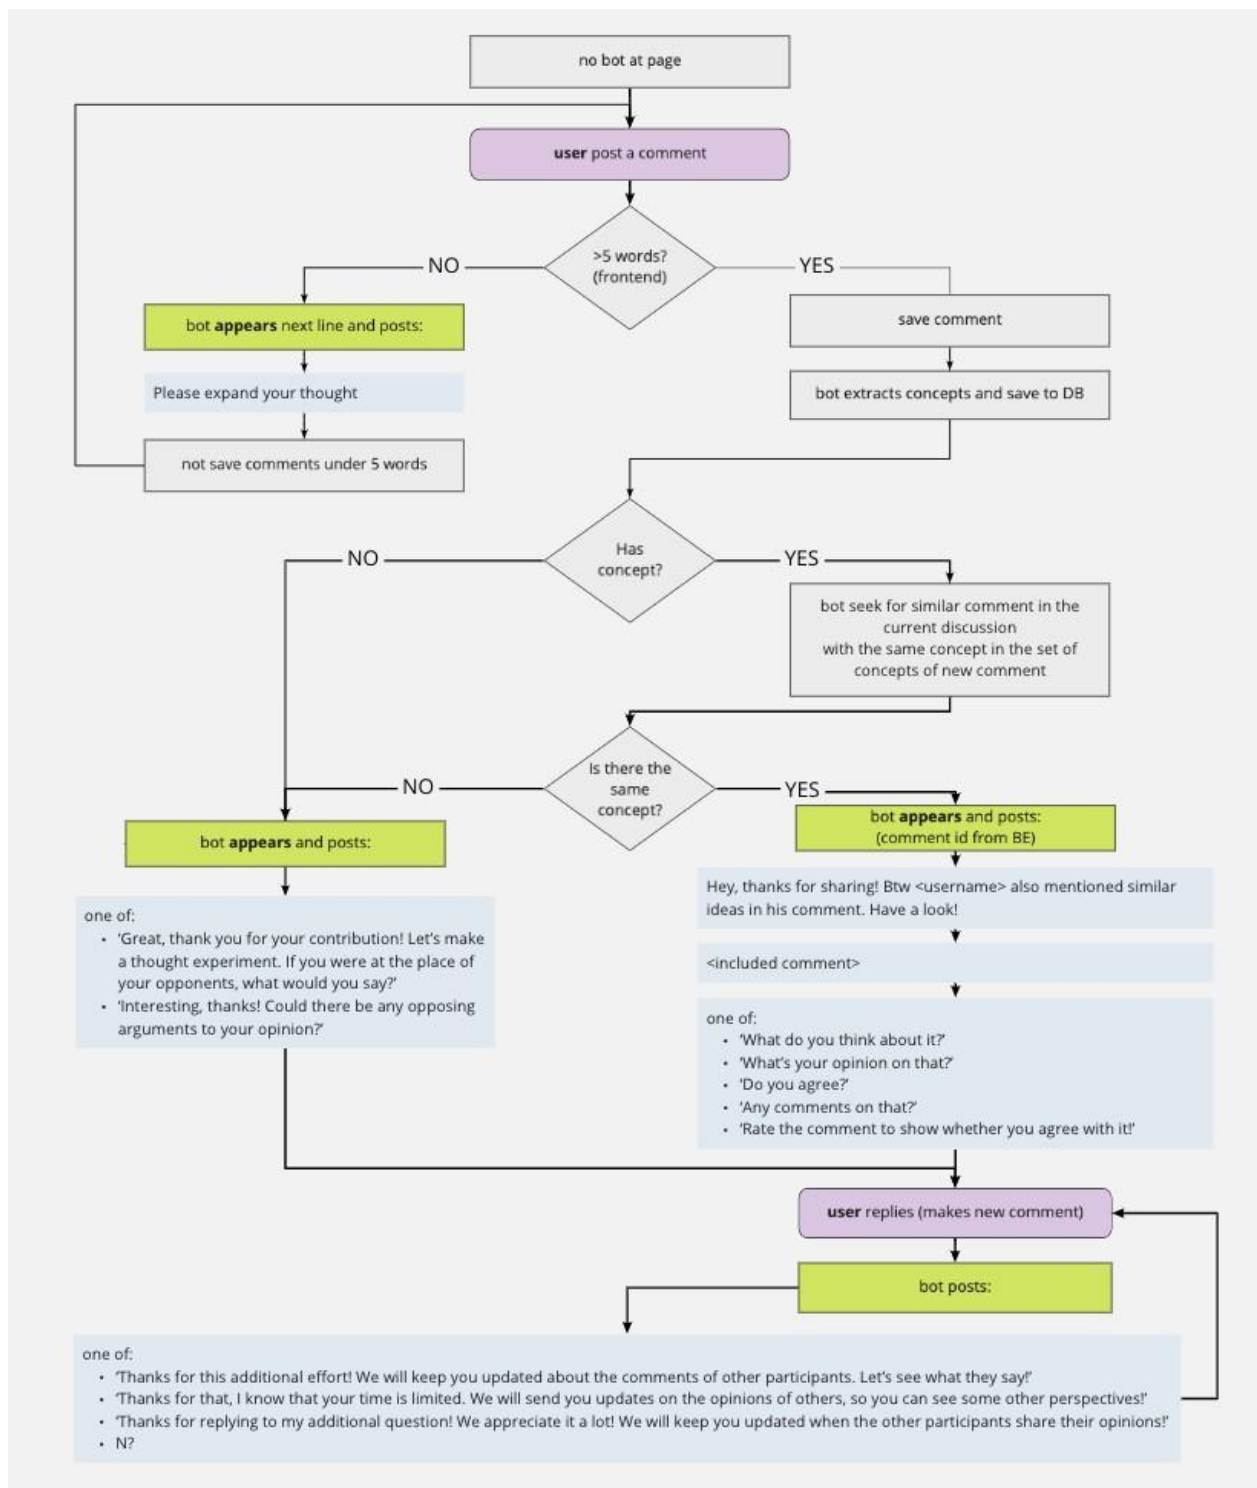 no bot at page
user post a comment
>5 words?
(frontend)
NO
YES
bot appears next line and posts:
save comment
Please expand your thought
bot extracts concepts and save to DB
not save comments under 5 words
Has
concept?
NO
YES
bot seek for similar comment in the
current discussion
with the same concept in the set of
concepts of new comment
Is there the
same
concept?
NO
YES
bot appears and posts:
bot appears and posts:
(comment id from BE)
one of:
• ‘Great, thank you for your contribution! Let’s make
a thought experiment. If you were at the place of
your opponents, what would you say?’
• ‘Interesting, thanks! Could there be any opposing
arguments to your opinion?’
Hey, thanks for sharing! Btw <username> also mentioned similar
ideas in his comment. Have a look!
<included comment>
one of:
• ‘What do you think about it?’
• ‘What’s your opinion on that?’
• ‘Do you agree?’
• ‘Any comments on that?’
• ‘Rate the comment to show whether you agree with it!’
user replies (makes new comment)
bot posts:
one of:
• ‘Thanks for this additional effort! We will keep you updated about the comments of other participants. Let’s see what they say!’
• ‘Thanks for that, I know that your time is limited. We will send you updates on the opinions of others, so you can see some other perspectives!’
• ‘Thanks for replying to my additional question! We appreciate it a lot! We will keep you updated when the other participants share their opinions!’
• N?